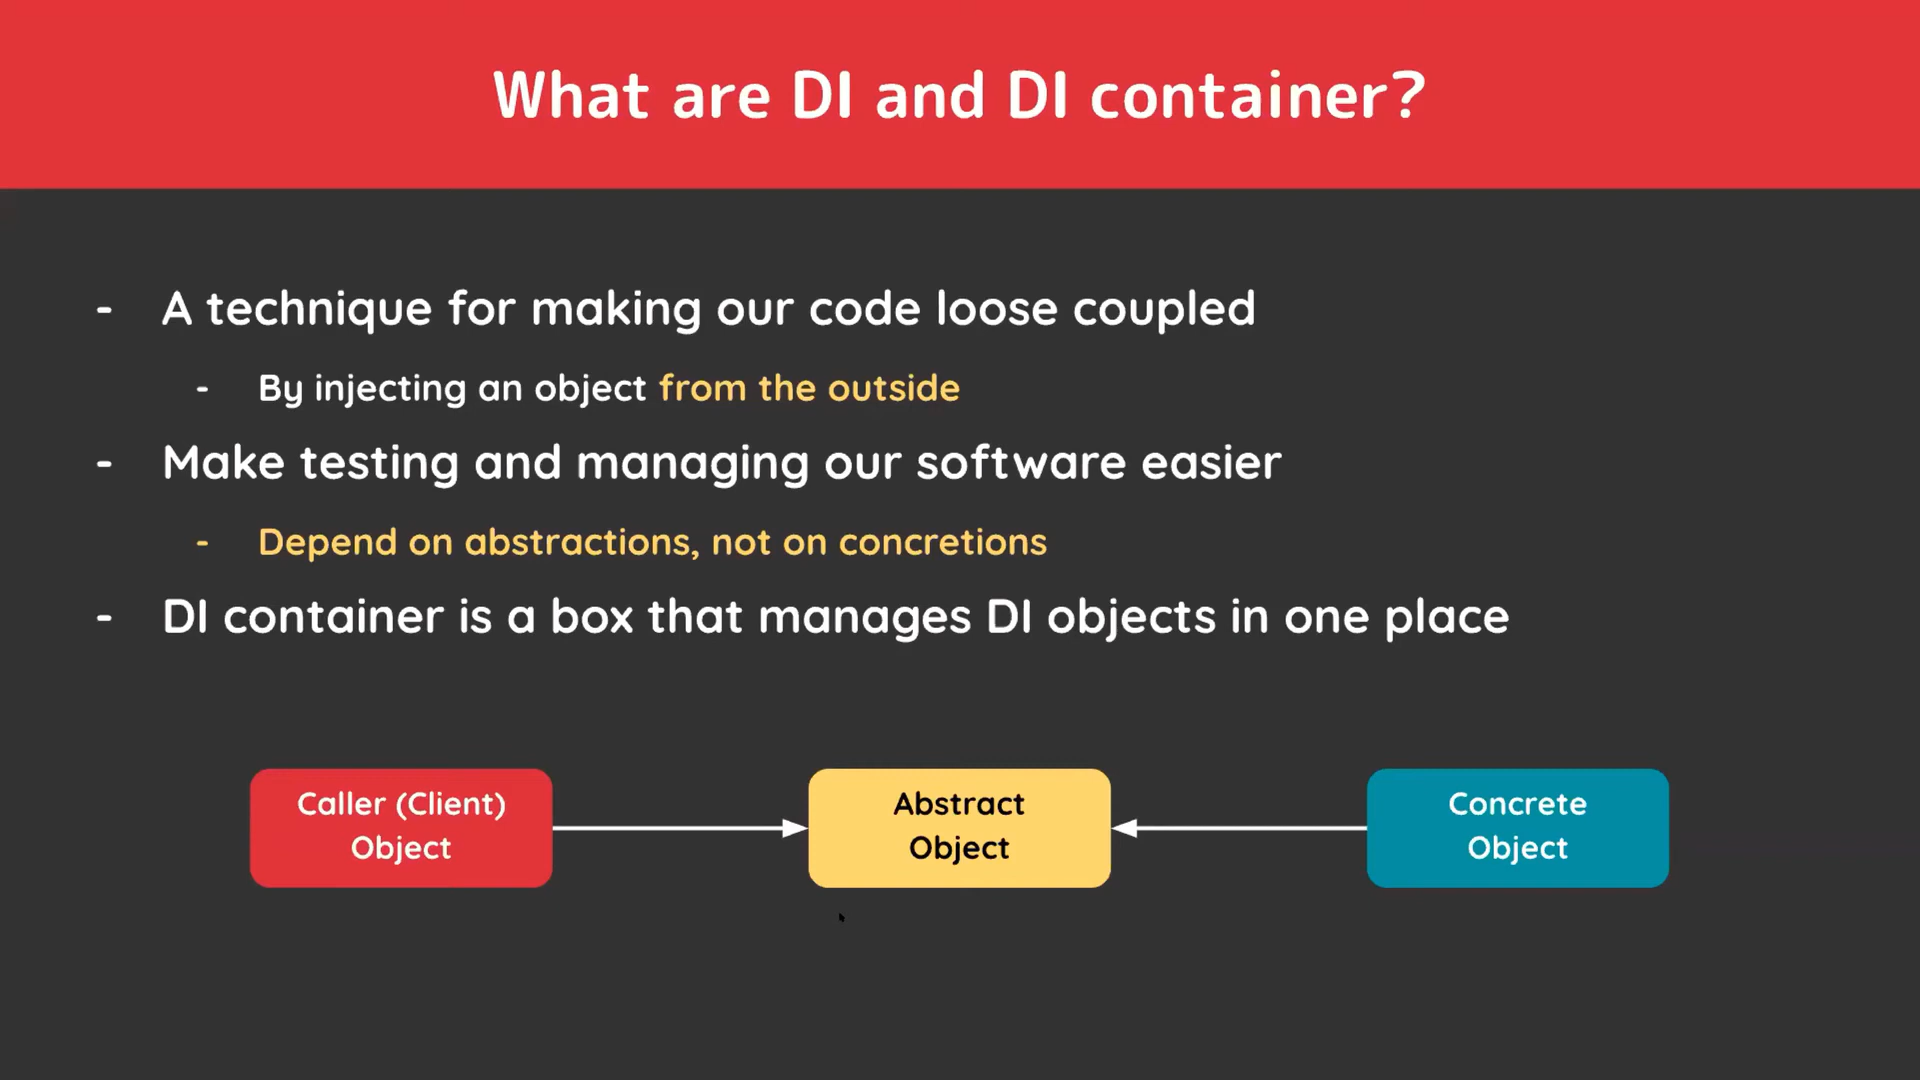 What are DI and DI container?
- A technique for making our code loose coupled
- By injecting an object from the outside
- Make testing and managing our software easier
- Depend on abstractions, not on concretions
- DI container is a box that manages DI objects in one place
Caller (Client)
Object
Abstract
Object
Concrete
Object